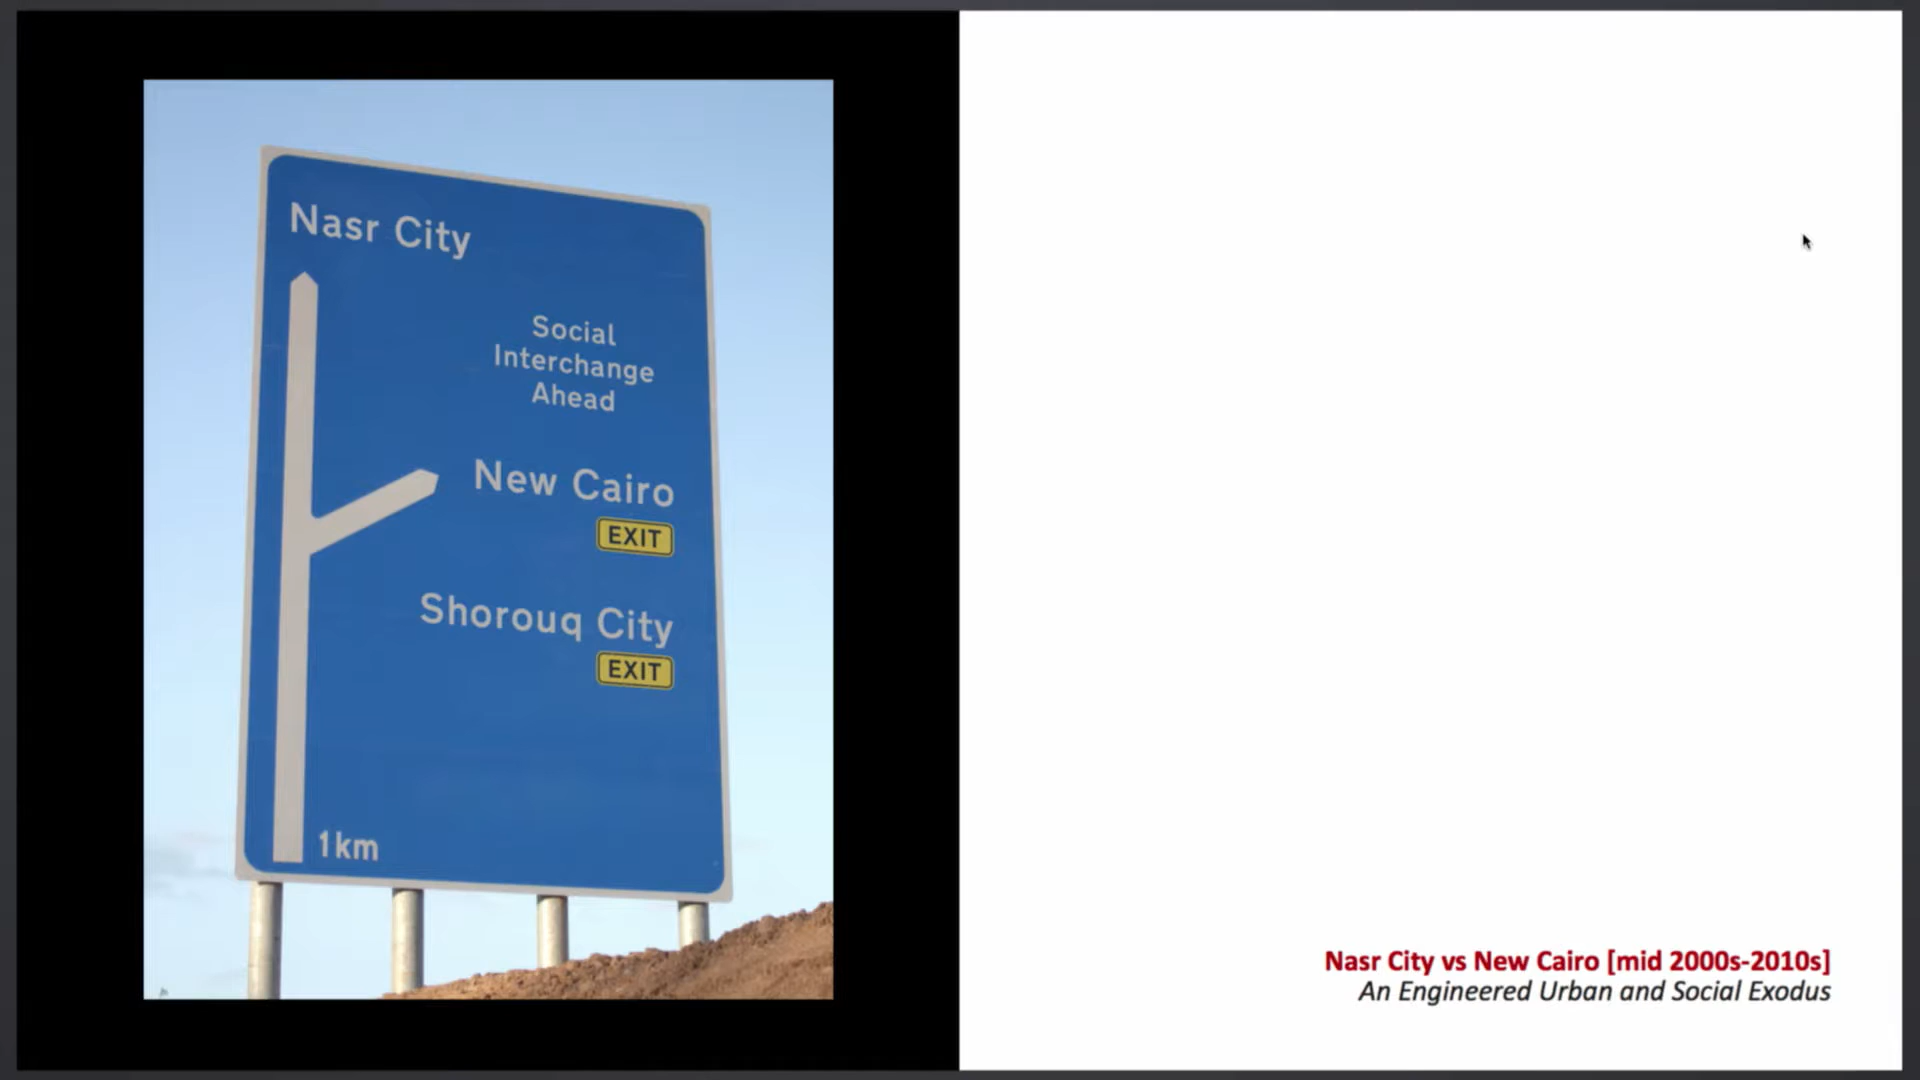 Nasr City
Social
Interchange
Ahead
New Cairo
EXIT
Shorouq City
EXIT
1km
Nasr City vs New Cairo [mid 2000s-2010s]
An Engineered Urban and Social Exodus